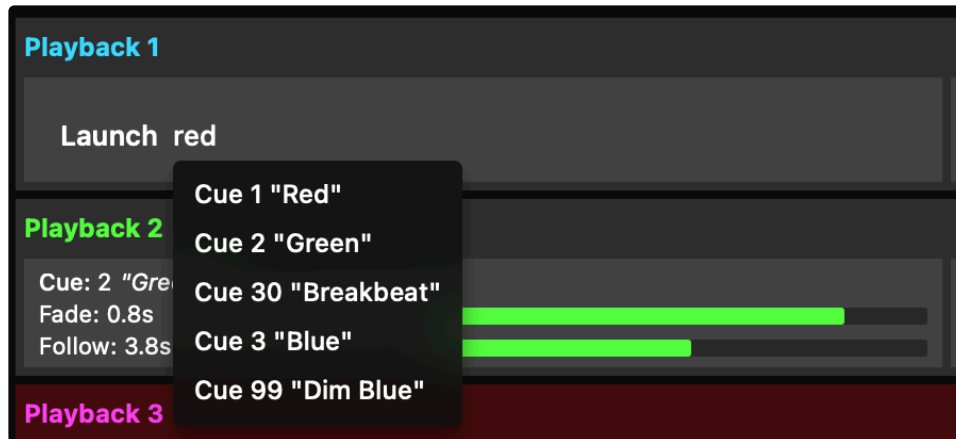 Playback 1
Launch red
Cue 1 "Red"
Playback 2
Cue 2 "Green"
Cue: 2 "Gre
Cue 30 "Breakbeat"
Fade: 0.8s
Follow: 3.8s
Cue 3 "Blue"
Cue 99 "Dim Blue"
Playback 3